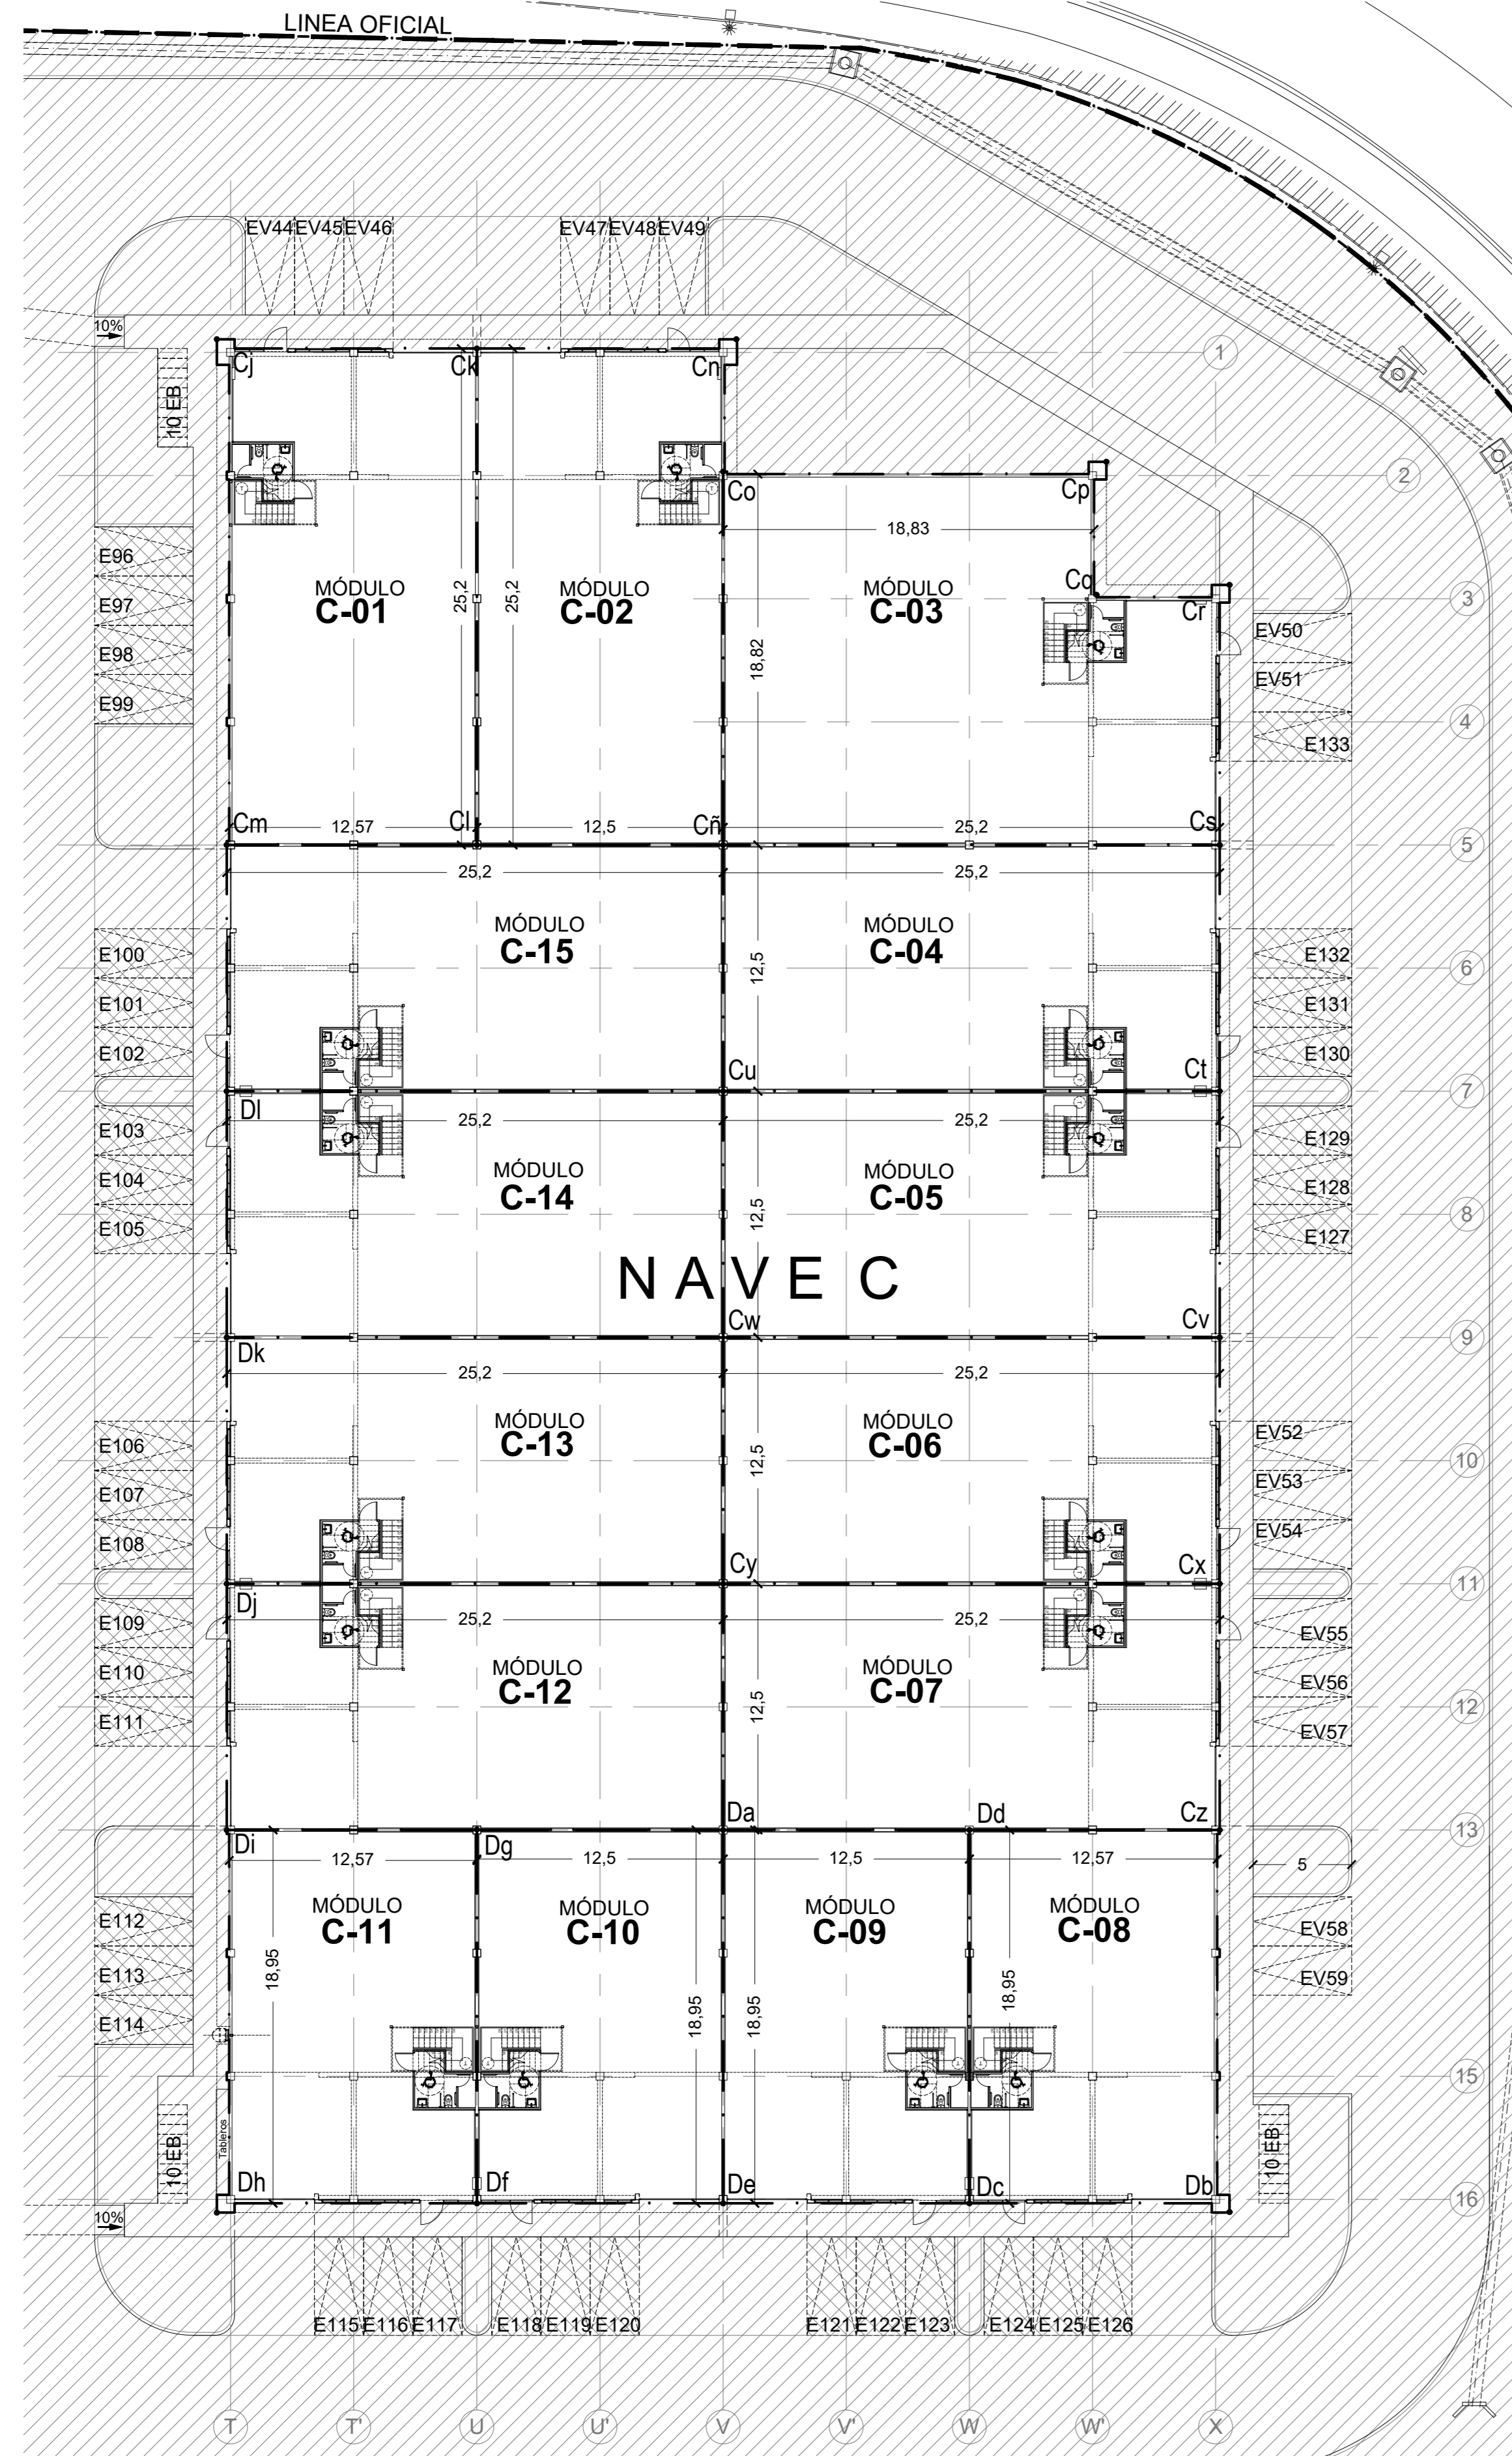 LINEA OFICIAL
EV44 EV45 EV46 EV47 EV48 EV49
10%
10 EB
Cj Ck Cn
1
Co Cp
2
18,83
E96
E97
E98
E99
MÓDULO
C-01
25,2
25,2
MÓDULO
C-02
MÓDULO
C-03
18,82
Cq Cr
3
EV50
EV51
4
E133
Cm 12,57 Cl 12,5 Cñ 25,2 Cs
5
25,2 25,2
MÓDULO
C-15
MÓDULO
C-04
12,5
E100
E101
E102
E132
E131
E130
6
Cu Ct
7
Dl
25,2 25,2
E103
E104
E105
MÓDULO
C-14
MÓDULO
C-05
12,5
E129
E128
E127
8
NAVE C
Cw Cv
9
Dk
25,2 25,2
MÓDULO
C-13
MÓDULO
C-06
12,5
E106
E107
E108
EV52
EV53
EV54
10
Cy Cx
11
Dj
25,2 25,2
E109
E110
E111
MÓDULO
C-12
MÓDULO
C-07
12,5
EV55
EV56
EV57
12
Da Dd Cz
13
Di Dg
12,57 12,5 12,5 12,57
5
MÓDULO
C-11
MÓDULO
C-10
MÓDULO
C-09
MÓDULO
C-08
E112
E113
E114
18,95
18,95
18,95
18,95
EV58
EV59
15
Tableros
10 EB
10 EB
Dh Df De Dc Db
16
10%
E115 E116 E117 E118 E119 E120 E121 E122 E123 E124 E125 E126
T T' U U' V V' W W' X